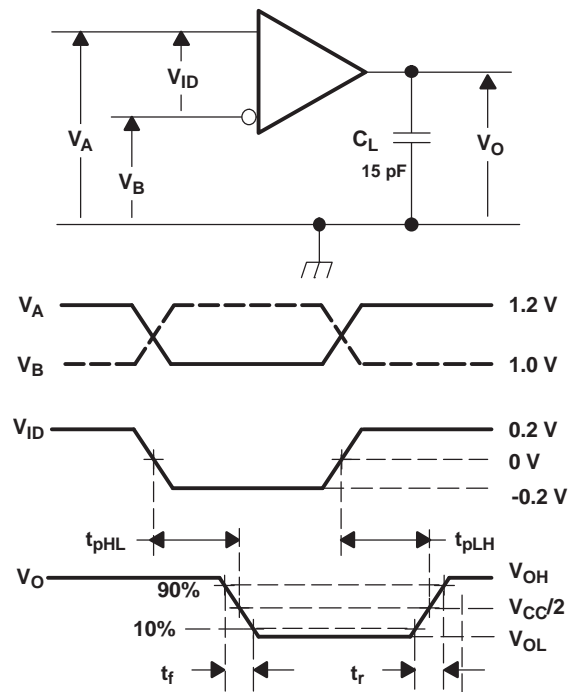 V_ID
V_A
V_B
C_L
15 pF
V_O
V_A
1.2 V
V_B
1.0 V
V_ID
0.2 V
0 V
-0.2 V
t_pHL
t_pLH
V_O
V_OH
90%
V_CC/2
10%
V_OL
t_f
t_r